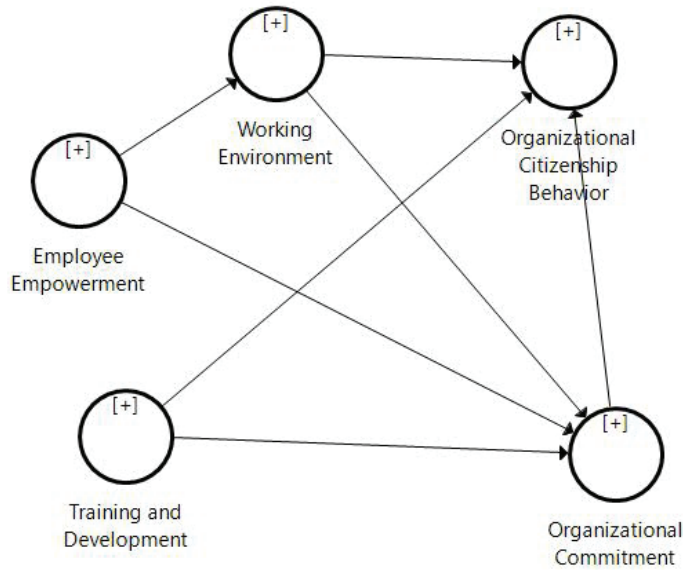 [+]
Working
Environment
[+]
Organizational
Citizenship
Behavior
[+]
Employee
Empowerment
[+]
Training and
Development
[+]
Organizational
Commitment